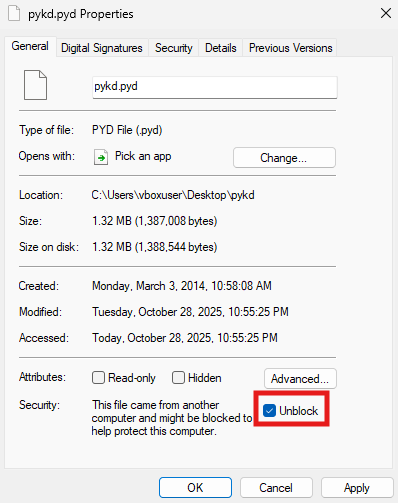 pykd.pyd Properties
General Digital Signatures Security Details Previous Versions
pykd.pyd
Type of file: PYD File (.pyd)
Opens with: Pick an app Change...
Location: C:\Users\vboxuser\Desktop\pykd
Size: 1.32 MB (1,387,008 bytes)
Size on disk: 1.32 MB (1,388,544 bytes)
Created: Monday, March 3, 2014, 10:58:08 AM
Modified: Tuesday, October 28, 2025, 10:55:25 PM
Accessed: Today, October 28, 2025, 10:55:25 PM
Attributes: Read-only Hidden Advanced...
Security: This file came from another
computer and might be blocked to
help protect this computer.
Unblock
OK Cancel Apply